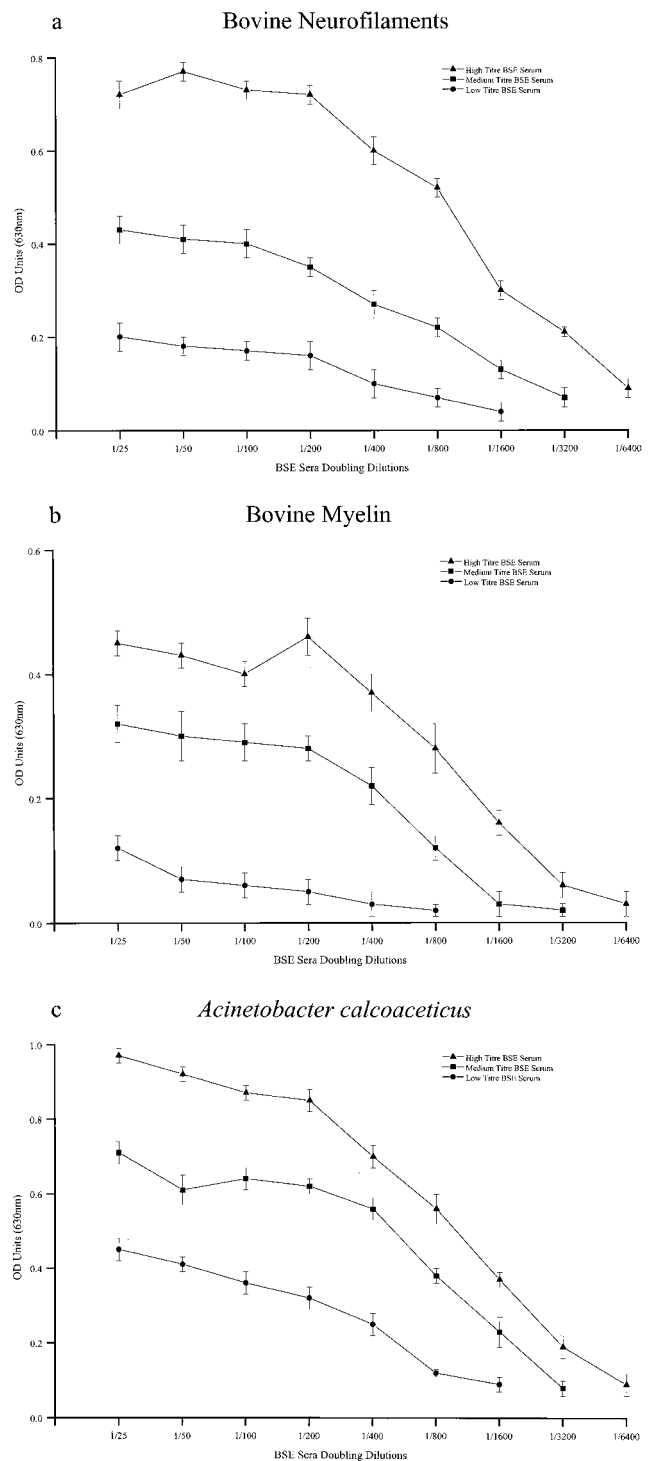 a Bovine Neurofilaments
High Titre BSE Serum
Medium Titre BSE Serum
Low Titre BSE Serum
0.8
0.6
0.4
0.2
0.0
OD Units (630nm)
1/25 1/50 1/100 1/200 1/400 1/800 1/1600 1/3200 1/6400
BSE Sera Doubling Dilutions
b Bovine Myelin
High Titre BSE Serum
Medium Titre BSE Serum
Low Titre BSE Serum
0.6
0.4
0.2
0.0
OD Units (630nm)
1/25 1/50 1/100 1/200 1/400 1/800 1/1600 1/3200 1/6400
BSE Sera Doubling Dilutions
c Acinetobacter calcoaceticus
High Titre BSE Serum
Medium Titre BSE Serum
Low Titre BSE Serum
1.0
0.8
0.6
0.4
0.2
0.0
OD Units (630nm)
1/25 1/50 1/100 1/200 1/400 1/800 1/1600 1/3200 1/6400
BSE Sera Doubling Dilutions